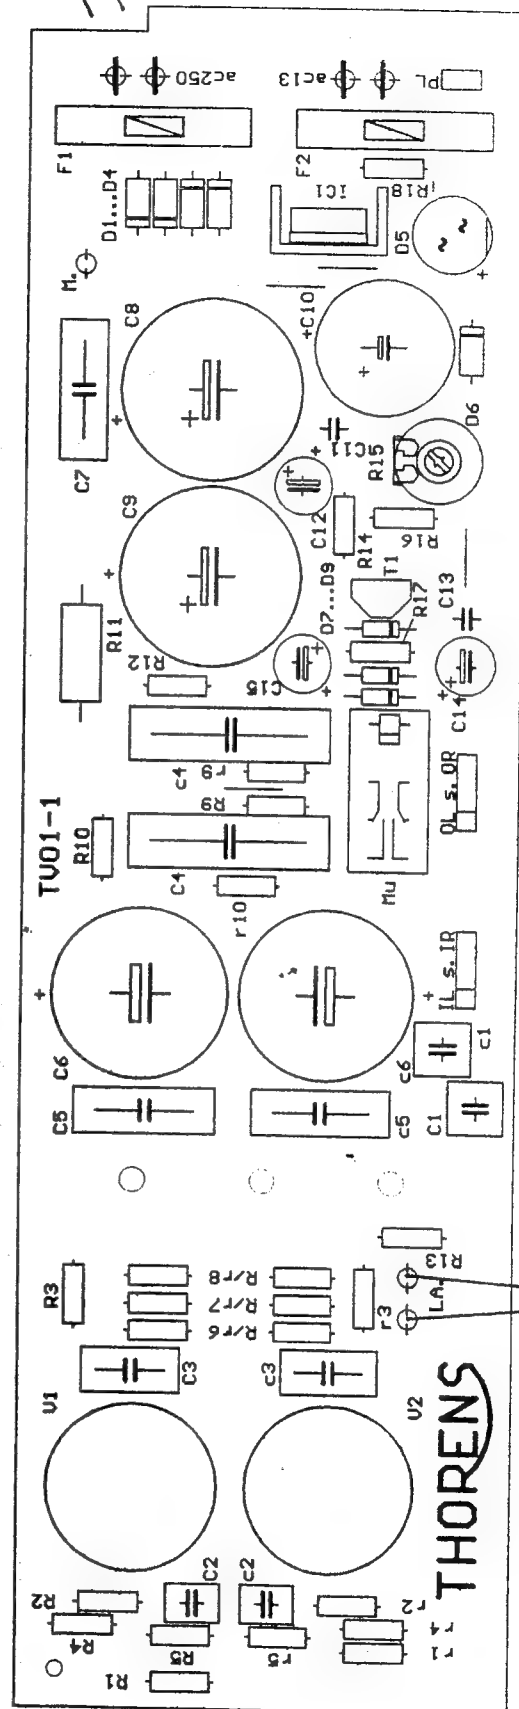 ac250
ac13
PL
F1
F2
D1...D4
iC1
iR18
D5
M.
C8
+C10
C7
C11
R15
D6
C9
C12
R14
R16
T1
D7...D9
R17
C13
R11
R12
C15
C14
c4
r9
R9
TV01-1
R10
C4
r10
Mu
OL s. OR
IL s. IR
C6
c6
c1
C5
c5
C1
R13
R3
R/r8
R/r7
R/r6
r3
LA.
C3
c3
V1
V2
THORENS
C2
c2
R2
R4
R5
r5
r2
r4
r1
R1